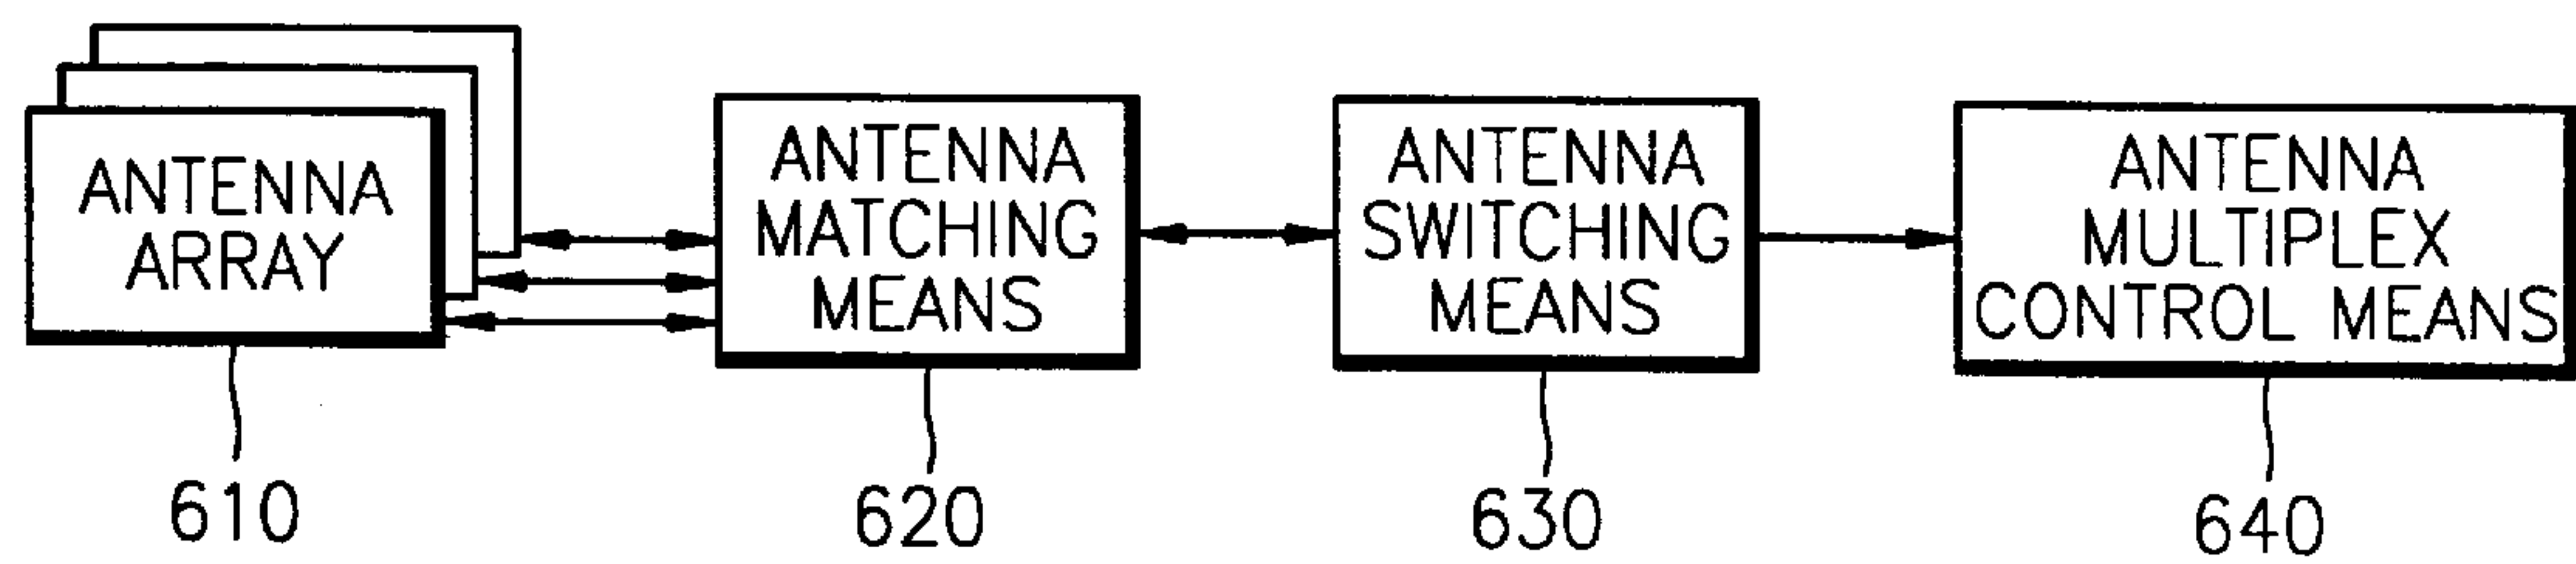 ANTENNA
ARRAY
ANTENNA
MATCHING
MEANS
ANTENNA
SWITCHING
MEANS
ANTENNA
MULTIPLEX
CONTROL MEANS
610
620
630
640